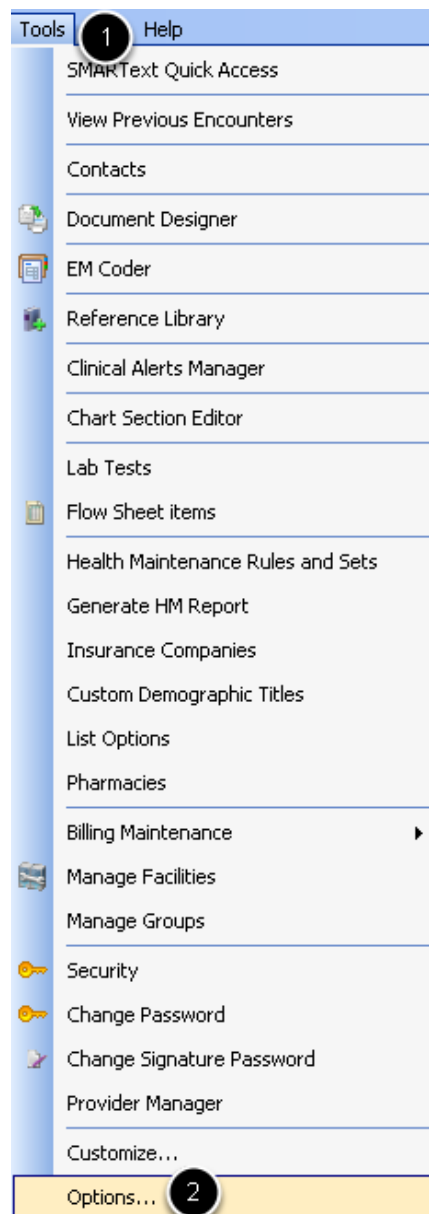 Tools 1 Help
SMARText Quick Access
View Previous Encounters
Contacts
Document Designer
EM Coder
Reference Library
Clinical Alerts Manager
Chart Section Editor
Lab Tests
Flow Sheet items
Health Maintenance Rules and Sets
Generate HM Report
Insurance Companies
Custom Demographic Titles
List Options
Pharmacies
Billing Maintenance
Manage Facilities
Manage Groups
Security
Change Password
Change Signature Password
Provider Manager
Customize...
Options... 2